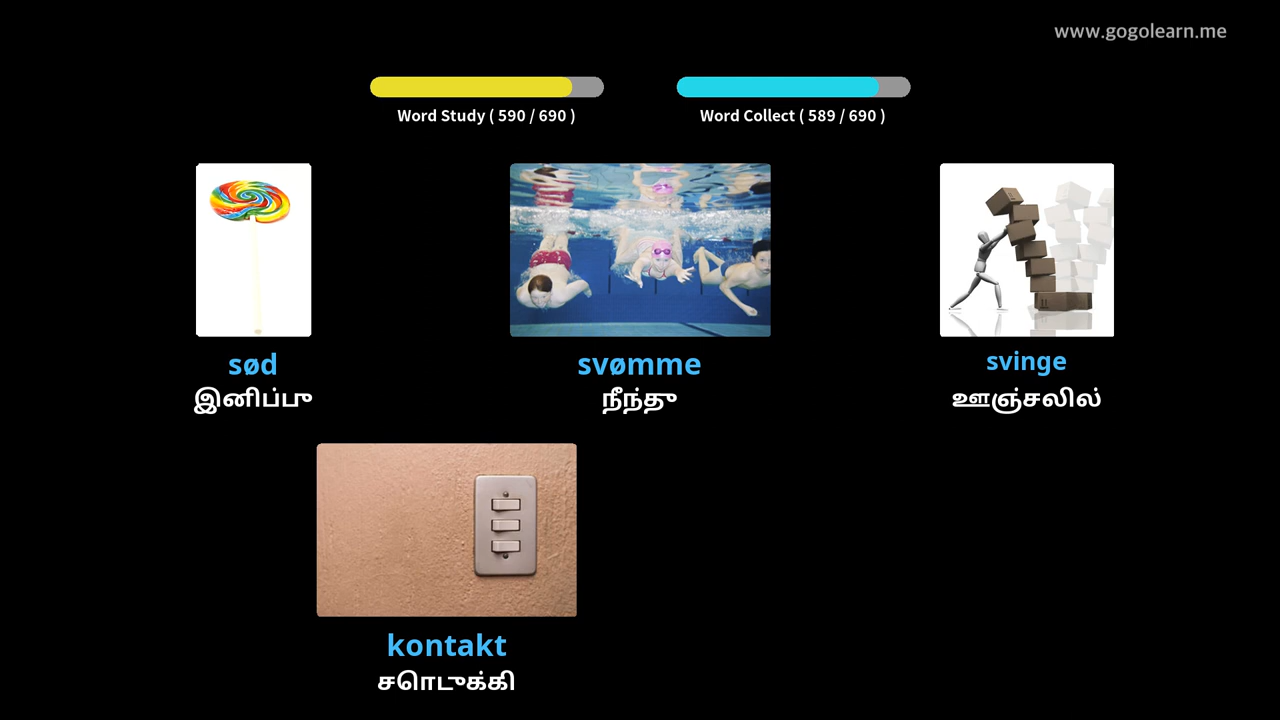 www.gogolearn.me
Word Study ( 590 / 690 )
Word Collect ( 589 / 690 )
sød
இனிப்பு
svømme
நீந்து
svinge
ஊஞ்சலில்
kontakt
சொடுக்கி